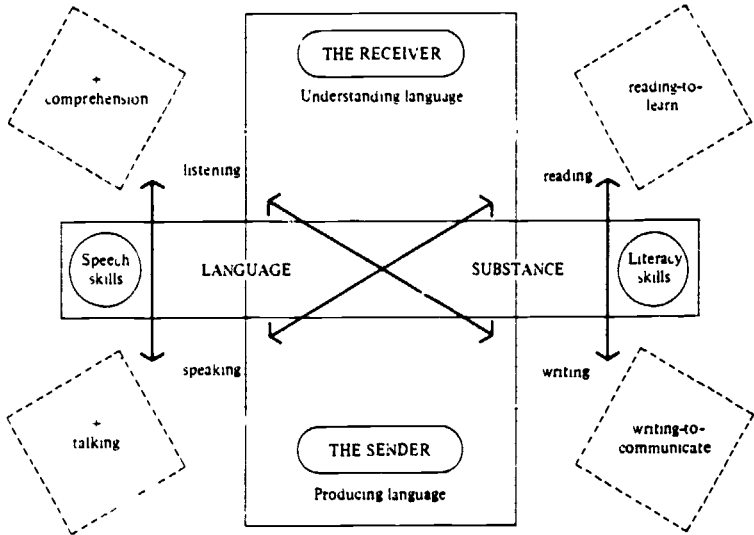 THE RECEIVER
Understanding language
+
comprehension
reading-to-
learn
listening
reading
Speech
skills
LANGUAGE
SUBSTANCE
Literacy
skills
speaking
writing
+
talking
THE SENDER
Producing language
writing-to-
communicate